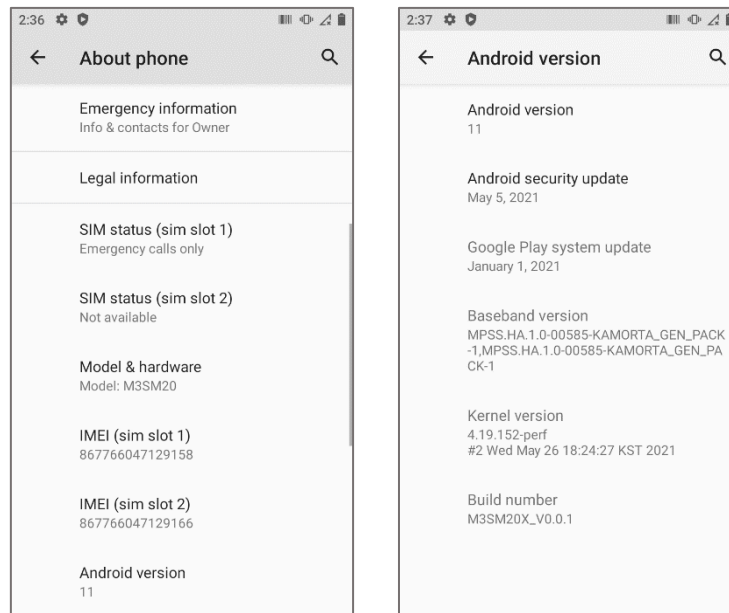 2:36
About phone
Emergency information
Info & contacts for Owner
Legal information
SIM status (sim slot 1)
Emergency calls only
SIM status (sim slot 2)
Not available
Model & hardware
Model: M3SM20
IMEI (sim slot 1)
867766047129158
IMEI (sim slot 2)
867766047129166
Android version
11
2:37
Android version
Android version
11
Android security update
May 5, 2021
Google Play system update
January 1, 2021
Baseband version
MPSS.HA.1.0-00585-KAMORTA_GEN_PACK
-1,MPSS.HA.1.0-00585-KAMORTA_GEN_PA
CK-1
Kernel version
4.19.152-perf
#2 Wed May 26 18:24:27 KST 2021
Build number
M3SM20X_V0.0.1